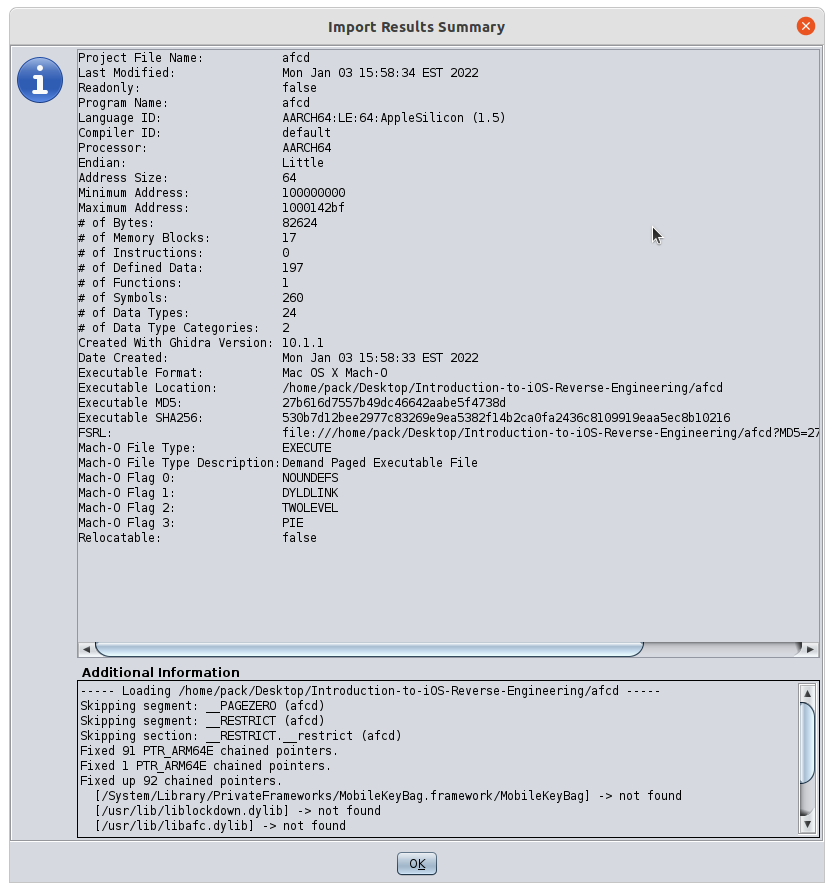 Import Results Summary
Project File Name: afcd
Last Modified: Mon Jan 03 15:58:34 EST 2022
Readonly: false
Program Name: afcd
Language ID: AARCH64:LE:64:AppleSilicon (1.5)
Compiler ID: default
Processor: AARCH64
Endian: Little
Address Size: 64
Minimum Address: 100000000
Maximum Address: 1000142bf
# of Bytes: 82624
# of Memory Blocks: 17
# of Instructions: 0
# of Defined Data: 197
# of Functions: 1
# of Symbols: 260
# of Data Types: 24
# of Data Type Categories: 2
Created With Ghidra Version: 10.1.1
Date Created: Mon Jan 03 15:58:33 EST 2022
Executable Format: Mac OS X Mach-O
Executable Location: /home/pack/Desktop/Introduction-to-iOS-Reverse-Engineering/afcd
Executable MD5: 27b616d7557b49dc46642aabe5f4738d
Executable SHA256: 530b7d12bee2977c83269e9ea5382f14b2ca0fa2436c8109919eaa5ec8b10216
FSRL: file:///home/pack/Desktop/Introduction-to-iOS-Reverse-Engineering/afcd?MD5=27
Mach-O File Type: EXECUTE
Mach-O File Type Description: Demand Paged Executable File
Mach-O Flag 0: NOUNDEFS
Mach-O Flag 1: DYLDLINK
Mach-O Flag 2: TWOLEVEL
Mach-O Flag 3: PIE
Relocatable: false
Additional Information
----- Loading /home/pack/Desktop/Introduction-to-iOS-Reverse-Engineering/afcd -----
Skipping segment: __PAGEZERO (afcd)
Skipping segment: __RESTRICT (afcd)
Skipping section: __RESTRICT.__restrict (afcd)
Fixed 91 PTR_ARM64E chained pointers.
Fixed 1 PTR_ARM64E chained pointers.
Fixed up 92 chained pointers.
[/System/Library/PrivateFrameworks/MobileKeyBag.framework/MobileKeyBag] -> not found
[/usr/lib/liblockdown.dylib] -> not found
[/usr/lib/libafc.dylib] -> not found
OK